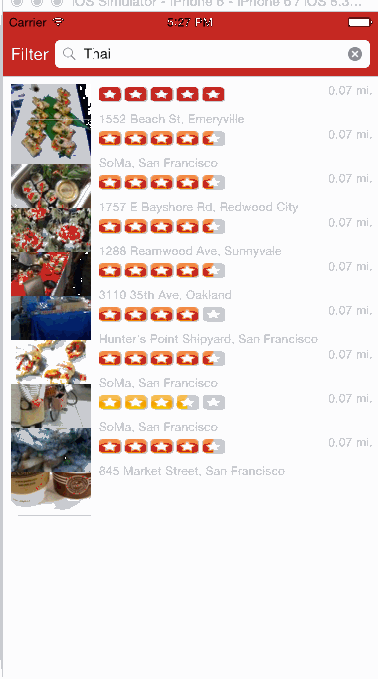 iOS Simulator - iPhone 6 - iPhone 6 / iOS 8.3
Carrier 5:27 PM
Filter Thai
0.07 mi.
1552 Beach St, Emeryville
0.07 mi.
SoMa, San Francisco
0.07 mi.
1757 E Bayshore Rd, Redwood City
0.07 mi.
1288 Reamwood Ave, Sunnyvale
0.07 mi.
3110 35th Ave, Oakland
0.07 mi.
Hunter's Point Shipyard, San Francisco
0.07 mi.
SoMa, San Francisco
0.07 mi.
SoMa, San Francisco
0.07 mi.
845 Market Street, San Francisco